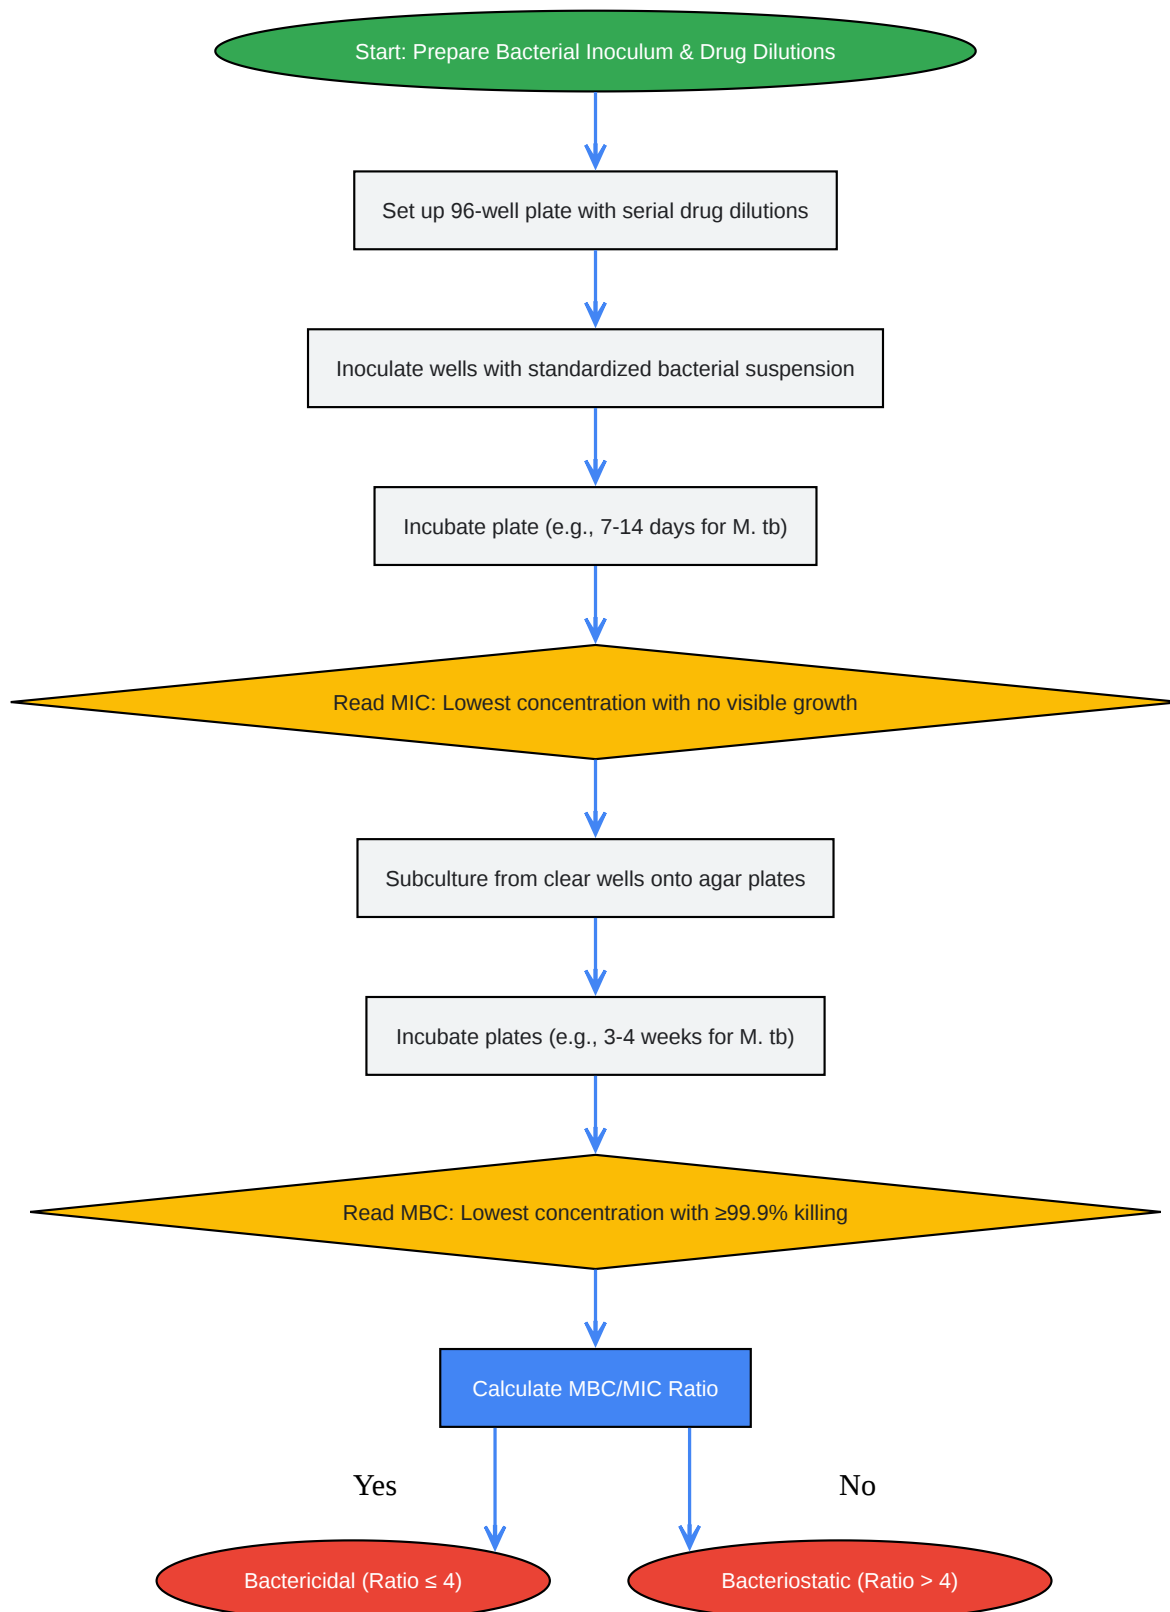 Start: Prepare Bacterial Inoculum & Drug Dilutions
Set up 96-well plate with serial drug dilutions
Inoculate wells with standardized bacterial suspension
Incubate plate (e.g., 7-14 days for M. tb)
Read MIC: Lowest concentration with no visible growth
Subculture from clear wells onto agar plates
Incubate plates (e.g., 3-4 weeks for M. tb)
Read MBC: Lowest concentration with ≥99.9% killing
Calculate MBC/MIC Ratio
Yes
No
Bactericidal (Ratio ≤ 4)
Bacteriostatic (Ratio > 4)